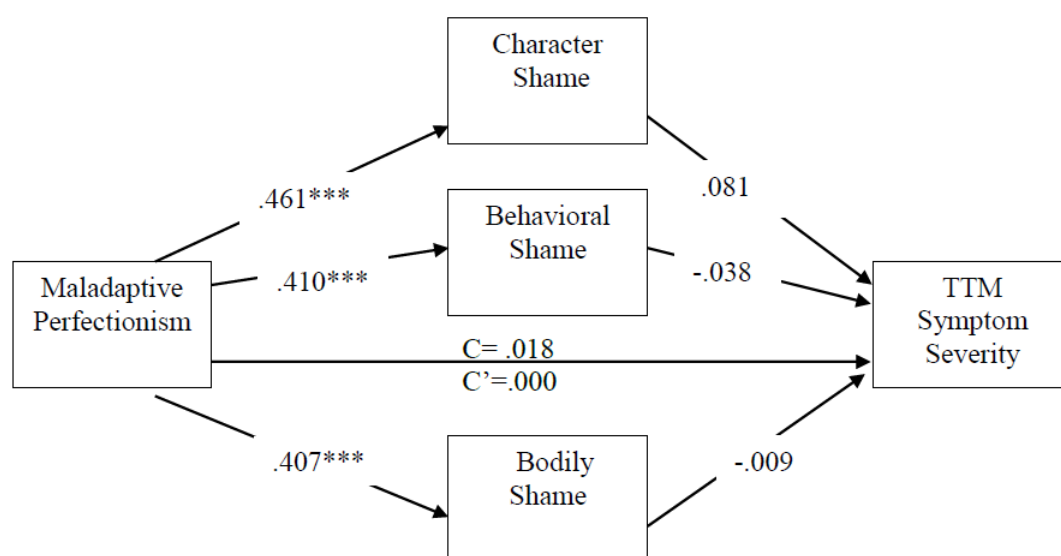 Character
Shame
.461***
.081
Behavioral
Shame
.410***
-.038
Maladaptive
Perfectionism
TTM
Symptom
Severity
C= .018
C’=.000
.407***
Bodily
Shame
-.009